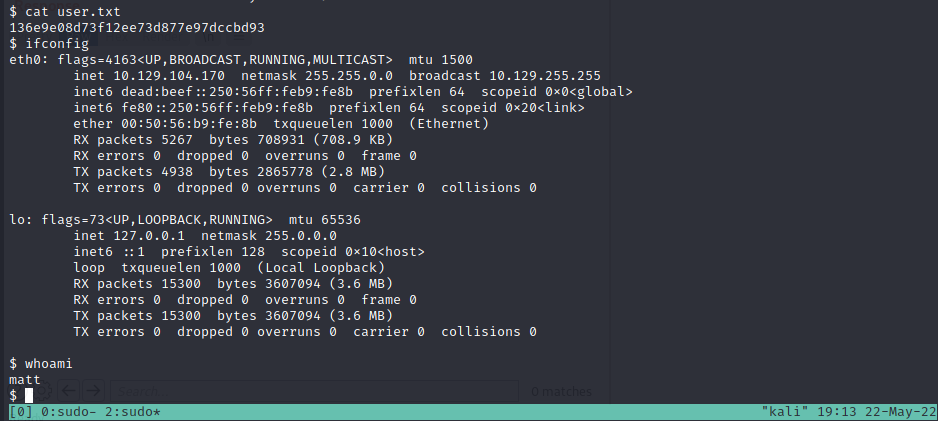 $ cat user.txt
136e9e08d73f12ee73d877e97dccbd93
$ ifconfig
eth0: flags=4163<UP,BROADCAST,RUNNING,MULTICAST>  mtu 1500
        inet 10.129.104.170  netmask 255.255.0.0  broadcast 10.129.255.255
        inet6 dead:beef::250:56ff:feb9:fe8b  prefixlen 64  scopeid 0×0<global>
        inet6 fe80::250:56ff:feb9:fe8b  prefixlen 64  scopeid 0×20<link>
        ether 00:50:56:b9:fe:8b  txqueuelen 1000  (Ethernet)
        RX packets 5267  bytes 708931 (708.9 KB)
        RX errors 0  dropped 0  overruns 0  frame 0
        TX packets 4938  bytes 2865778 (2.8 MB)
        TX errors 0  dropped 0 overruns 0  carrier 0  collisions 0

lo: flags=73<UP,LOOPBACK,RUNNING>  mtu 65536
        inet 127.0.0.1  netmask 255.0.0.0
        inet6 ::1  prefixlen 128  scopeid 0×10<host>
        loop  txqueuelen 1000  (Local Loopback)
        RX packets 15300  bytes 3607094 (3.6 MB)
        RX errors 0  dropped 0  overruns 0  frame 0
        TX packets 15300  bytes 3607094 (3.6 MB)
        TX errors 0  dropped 0 overruns 0  carrier 0  collisions 0

$ whoami
matt
Search 0 matches
$
[0] 0:sudo- 2:sudo* "kali" 19:13 22-May-22